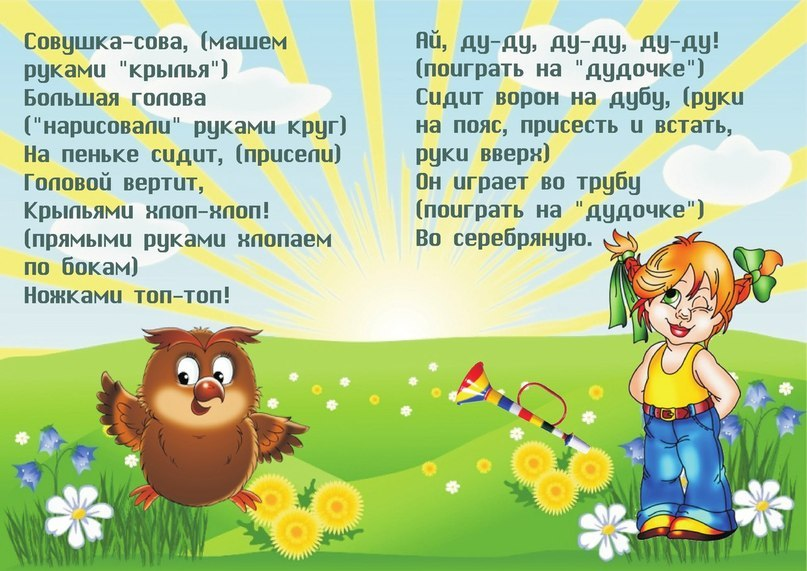 Совушка-сова, (машем
руками "крылья")
Большая голова
("нарисовали" руками круг)
На пеньке сидит, (присели)
Головой вертит,
Крыльями хлоп-хлоп!
(прямыми руками хлопаем
по бокам)
Ножками топ-топ!
Ай, ду-ду, ду-ду, ду-ду!
(поиграть на "дудочке")
Сидит ворон на дубу, (руки
на пояс, присесть и встать,
руки вверх)
Он играет во трубу
(поиграть на "дудочке")
Во серебряную.